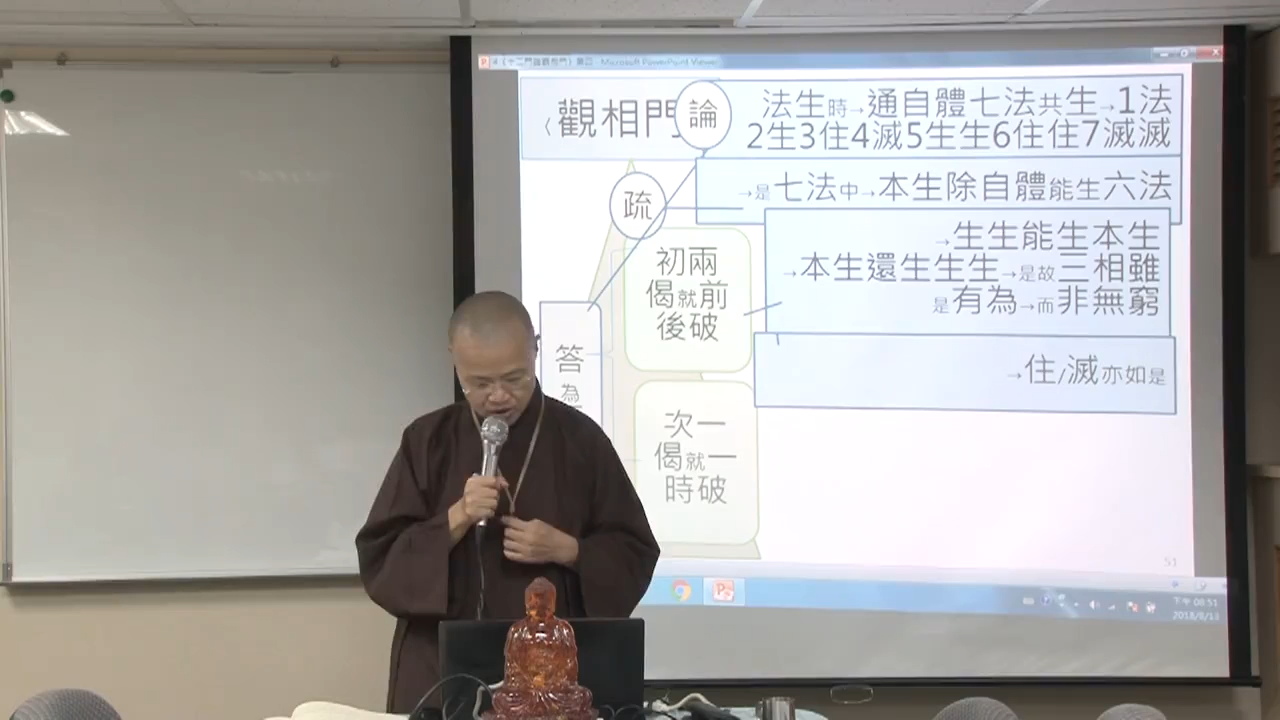 4《十二門論觀相門》第四 - Microsoft PowerPoint Viewer
〈觀相門
論
法生時→通自體七法共生→1法
2生3住4滅5生生6住住7滅滅
→是七法中→本生除自體能生六法
疏
→生生能生本生
→本生還生生生→是故三相雖
是有為→而非無窮
初兩
偈就前
後破
→住/滅亦如是
答
為
次一
偈就一
時破
51
下午 08:51
2018/8/13